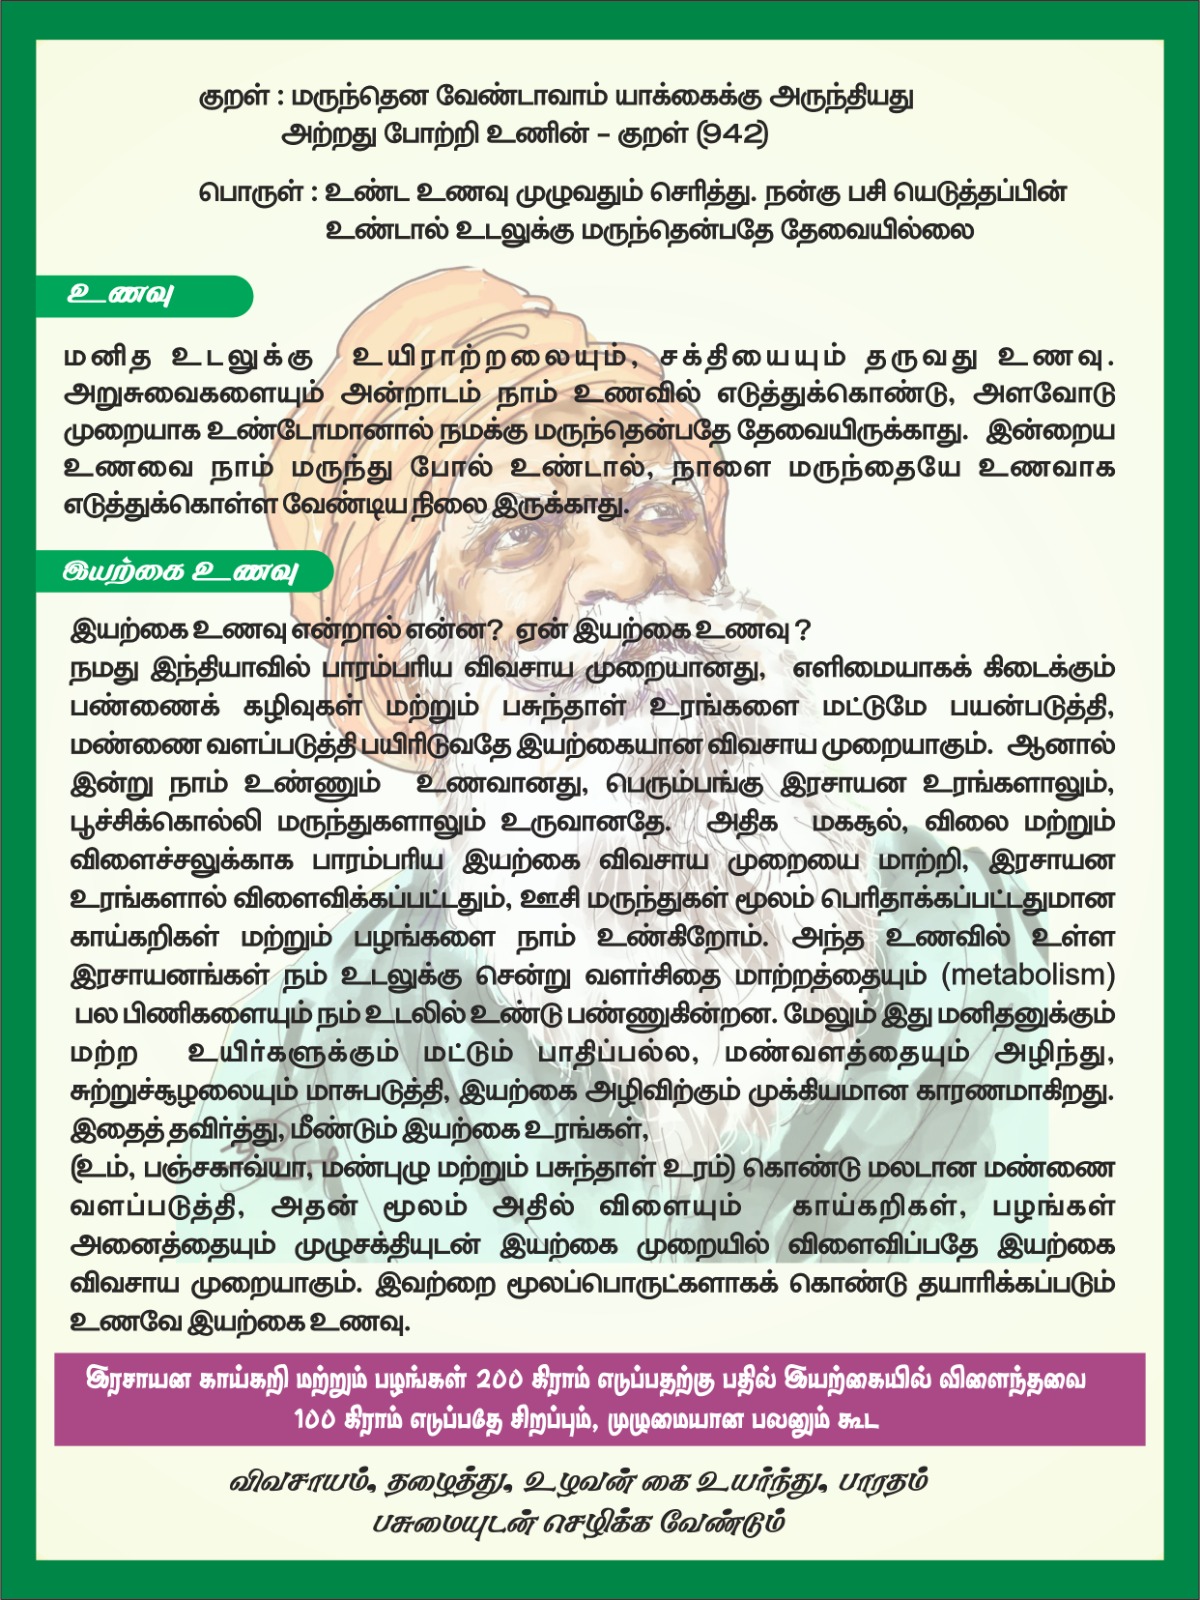 குறள் : மருந்தென வேண்டாவாம் யாக்கைக்கு அருந்தியது
அற்றது போற்றி உணின் – குறள் (942)
பொருள் : உண்ட உணவு முழுவதும் செரித்து. நன்கு பசி யெடுத்தப்பின்
உண்டால் உடலுக்கு மருந்தென்பதே தேவையில்லை
உணவு
மனித உடலுக்கு உயிராற்றலையும், சக்தியையும் தருவது உணவு.
அறுசுவைகளையும் அன்றாடம் நாம் உணவில் எடுத்துக்கொண்டு, அளவோடு
முறையாக உண்டோமானால் நமக்கு மருந்தென்பதே தேவையிருக்காது. இன்றைய
உணவை நாம் மருந்து போல் உண்டால், நாளை மருந்தையே உணவாக
எடுத்துக்கொள்ள வேண்டிய நிலை இருக்காது.
இயற்கை உணவு
இயற்கை உணவு என்றால் என்ன? ஏன் இயற்கை உணவு ?
நமது இந்தியாவில் பாரம்பரிய விவசாய முறையானது, எளிமையாகக் கிடைக்கும்
பண்ணைக் கழிவுகள் மற்றும் பசுந்தாள் உரங்களை மட்டுமே பயன்படுத்தி,
மண்ணை வளப்படுத்தி பயிரிடுவதே இயற்கையான விவசாய முறையாகும். ஆனால்
இன்று நாம் உண்ணும் உணவானது, பெரும்பங்கு இரசாயன உரங்களாலும்,
பூச்சிக்கொல்லி மருந்துகளாலும் உருவானதே. அதிக மகசூல், விலை மற்றும்
விளைச்சலுக்காக பாரம்பரிய இயற்கை விவசாய முறையை மாற்றி, இரசாயன
உரங்களால் விளைவிக்கப்பட்டதும், ஊசி மருந்துகள் மூலம் பெரிதாக்கப்பட்டதுமான
காய்கறிகள் மற்றும் பழங்களை நாம் உண்கிறோம். அந்த உணவில் உள்ள
இரசாயனங்கள் நம் உடலுக்கு சென்று வளர்சிதை மாற்றத்தையும் (metabolism)
பல பிணிகளையும் நம் உடலில் உண்டு பண்ணுகின்றன. மேலும் இது மனிதனுக்கும்
மற்ற உயிர்களுக்கும் மட்டும் பாதிப்பல்ல, மண்வளத்தையும் அழிந்து,
சுற்றுச்சூழலையும் மாசுபடுத்தி, இயற்கை அழிவிற்கும் முக்கியமான காரணமாகிறது.
இதைத் தவிர்த்து, மீண்டும் இயற்கை உரங்கள்,
(உம், பஞ்சகாவ்யா, மண்புழு மற்றும் பசுந்தாள் உரம்) கொண்டு மலடான மண்ணை
வளப்படுத்தி, அதன் மூலம் அதில் விளையும் காய்கறிகள், பழங்கள்
அனைத்தையும் முழுசக்தியுடன் இயற்கை முறையில் விளைவிப்பதே இயற்கை
விவசாய முறையாகும். இவற்றை மூலப்பொருட்களாகக் கொண்டு தயாரிக்கப்படும்
உணவே இயற்கை உணவு.
இரசாயன காய்கறி மற்றும் பழங்கள் 200 கிராம் எடுப்பதற்கு பதில் இயற்கையில் விளைந்தவை
100 கிராம் எடுப்பதே சிறப்பும், முழுமையான பலனும் கூட
விவசாயம், தழைத்து, உழவன் கை உயர்ந்து, பாரதம்
பசுமையுடன் செழிக்க வேண்டும்